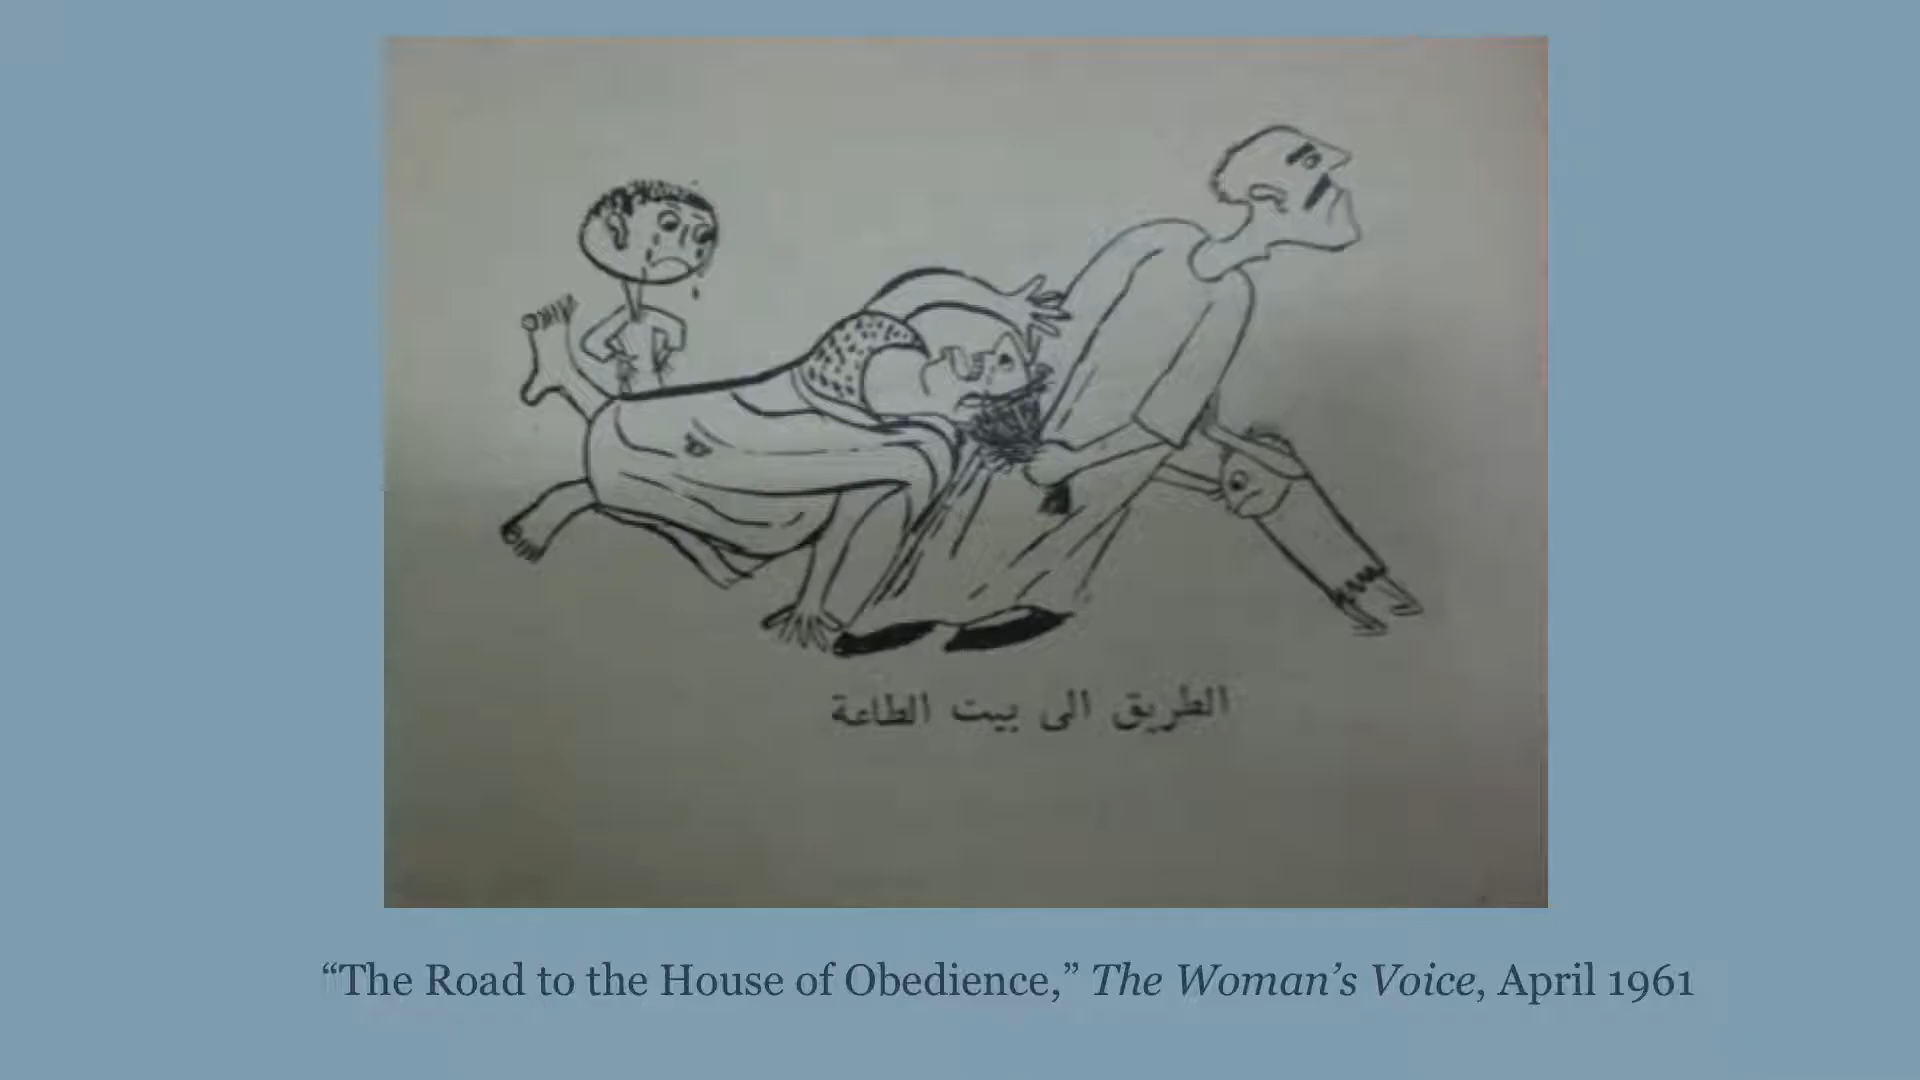 الطريق الى بيت الطاعة
“The Road to the House of Obedience,” The Woman’s Voice, April 1961